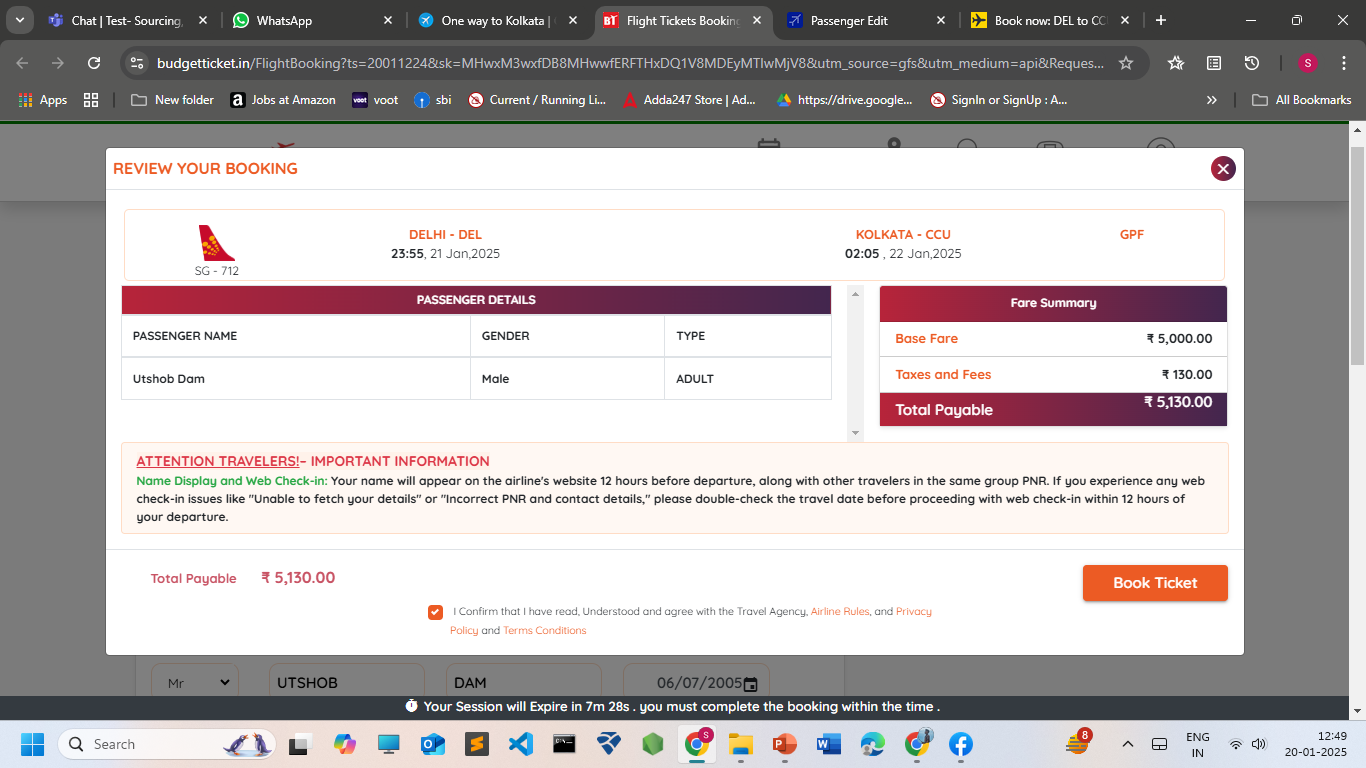 Chat | Test- Sourcing,
WhatsApp
One way to Kolkata |
BT Flight Tickets Booking
Passenger Edit
Book now: DEL to CC
budgetticket.in/FlightBooking?ts=20011224&sk=MHwxM3wxfDB8MHwwfERFTHxDQ1V8MDEyMTIwMjV8&utm_source=gfs&utm_medium=api&Reques...
S
Apps
New folder
a Jobs at Amazon
voot voot
sbi
Current / Running Li...
Adda247 Store | Ad...
https://drive.google...
SignIn or SignUp : A...
»
All Bookmarks
REVIEW YOUR BOOKING
DELHI - DEL
KOLKATA - CCU
GPF
23:55, 21 Jan,2025
02:05 , 22 Jan,2025
SG - 712
PASSENGER DETAILS
PASSENGER NAME GENDER TYPE
Utshob Dam Male ADULT
Fare Summary
Base Fare ₹ 5,000.00
Taxes and Fees ₹ 130.00
Total Payable ₹ 5,130.00
ATTENTION TRAVELERS!– IMPORTANT INFORMATION
Name Display and Web Check-in: Your name will appear on the airline's website 12 hours before departure, along with other travelers in the same group PNR. If you experience any web
check-in issues like "Unable to fetch your details" or "Incorrect PNR and contact details," please double-check the travel date before proceeding with web check-in within 12 hours of
your departure.
Total Payable ₹ 5,130.00
Book Ticket
I Confirm that I have read, Understood and agree with the Travel Agency, Airline Rules, and Privacy
Policy and Terms Conditions
Mr UTSHOB DAM 06/07/2005
Your Session will Expire in 7m 28s . you must complete the booking within the time .
Search
S
8
ENG
IN
12:49
20-01-2025